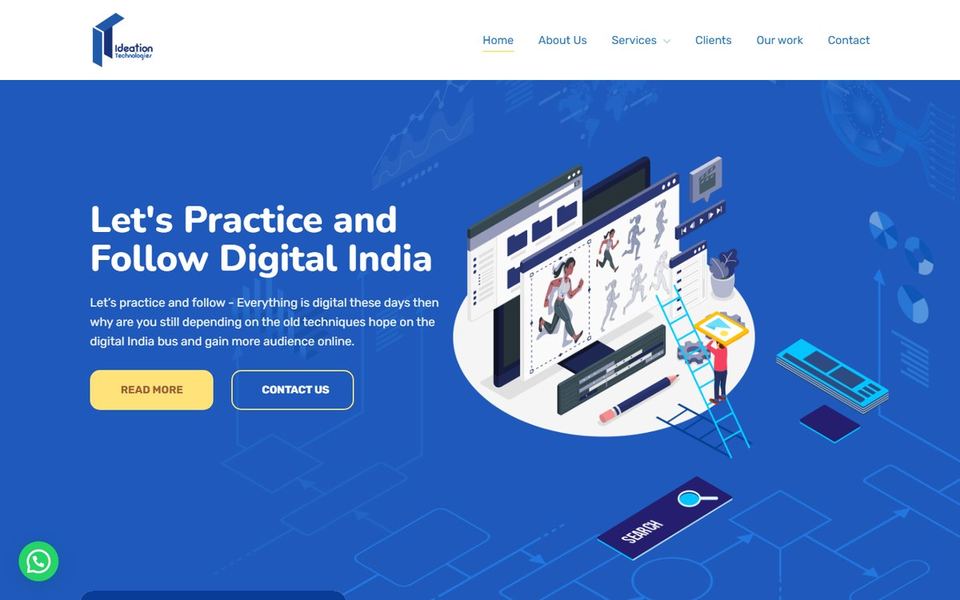 Ideation
Technologies
Home
About Us
Services
Clients
Our work
Contact
Let's Practice and
Follow Digital India
Let's practice and follow - Everything is digital these days then
why are you still depending on the old techniques hope on the
digital India bus and gain more audience online.
READ MORE
CONTACT US
SEARCH